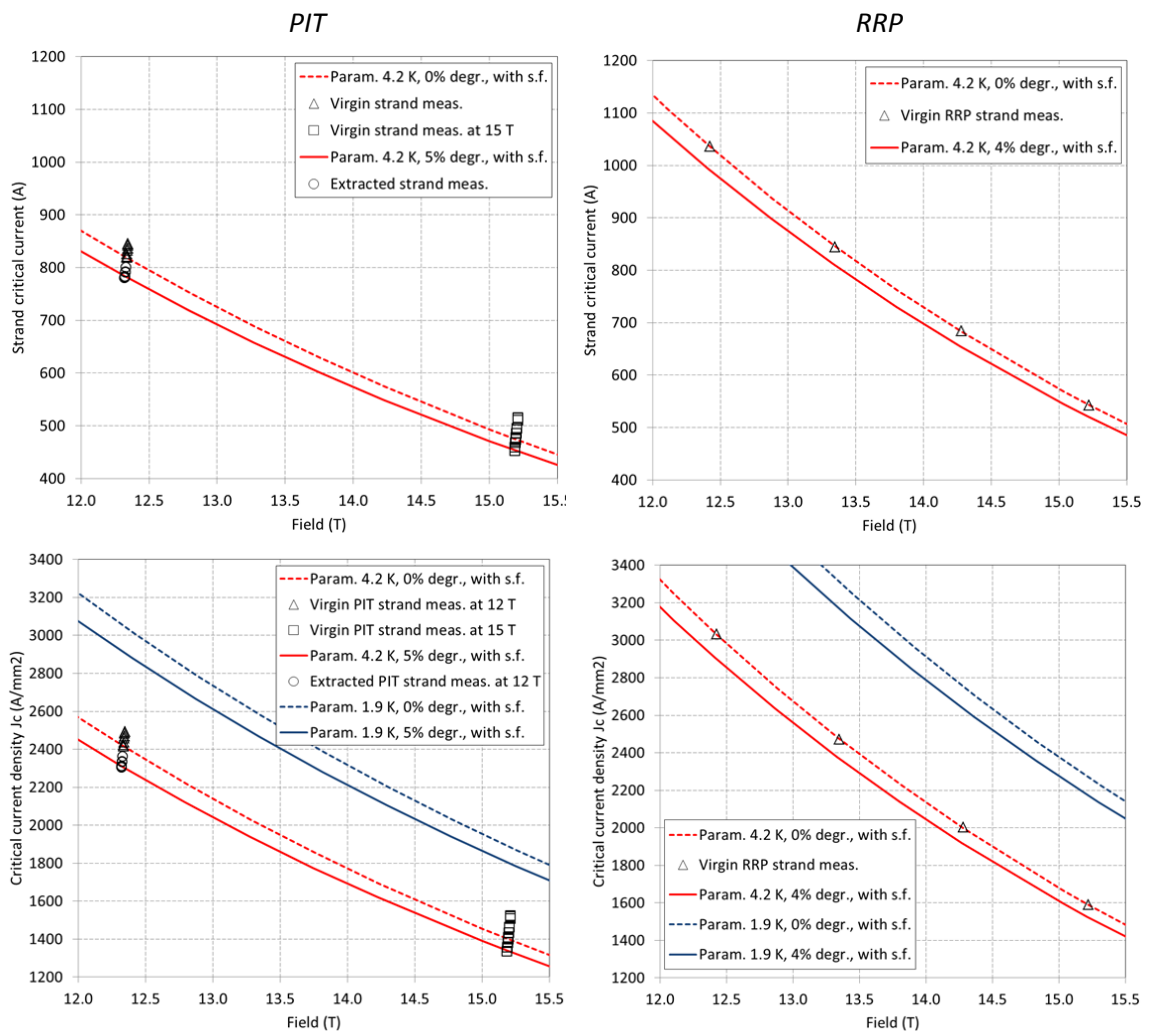 PIT
RRP
1200
1100
1000
900
800
700
600
500
400
12.0 12.5 13.0 13.5 14.0 14.5 15.0 15.5
Strand critical current (A)
Field (T)
Param. 4.2 K, 0% degr., with s.f.
Virgin strand meas.
Virgin strand meas. at 15 T
Param. 4.2 K, 5% degr., with s.f.
Extracted strand meas.
1200
1100
1000
900
800
700
600
500
400
12.0 12.5 13.0 13.5 14.0 14.5 15.0 15.5
Strand critical current (A)
Field (T)
Param. 4.2 K, 0% degr., with s.f.
Virgin RRP strand meas.
Param. 4.2 K, 4% degr., with s.f.
3400
3200
3000
2800
2600
2400
2200
2000
1800
1600
1400
1200
12.0 12.5 13.0 13.5 14.0 14.5 15.0 15.5
Critical current density Jc (A/mm2)
Field (T)
Param. 4.2 K, 0% degr., with s.f.
Virgin PIT strand meas. at 12 T
Virgin PIT strand meas. at 15 T
Param. 4.2 K, 5% degr., with s.f.
Extracted PIT strand meas. at 12 T
Param. 1.9 K, 0% degr., with s.f.
Param. 1.9 K, 5% degr., with s.f.
3400
3200
3000
2800
2600
2400
2200
2000
1800
1600
1400
1200
12.0 12.5 13.0 13.5 14.0 14.5 15.0 15.5
Critical current density Jc (A/mm2)
Field (T)
Param. 4.2 K, 0% degr., with s.f.
Virgin RRP strand meas.
Param. 4.2 K, 4% degr., with s.f.
Param. 1.9 K, 0% degr., with s.f.
Param. 1.9 K, 4% degr., with s.f.